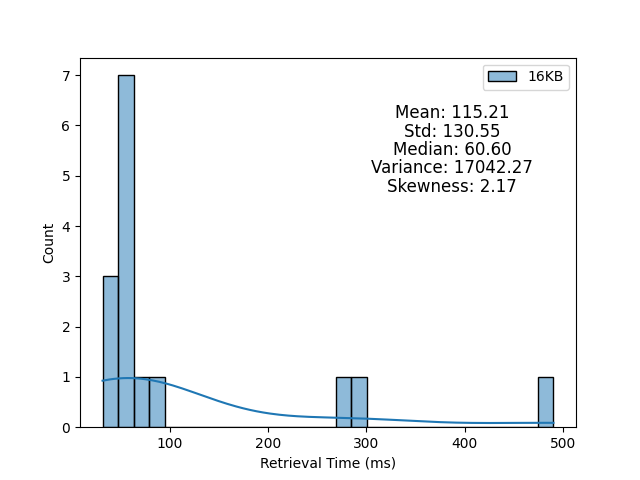 16KB
Mean: 115.21
Std: 130.55
Median: 60.60
Variance: 17042.27
Skewness: 2.17
Count
7
6
5
4
3
2
1
0
100 200 300 400 500
Retrieval Time (ms)